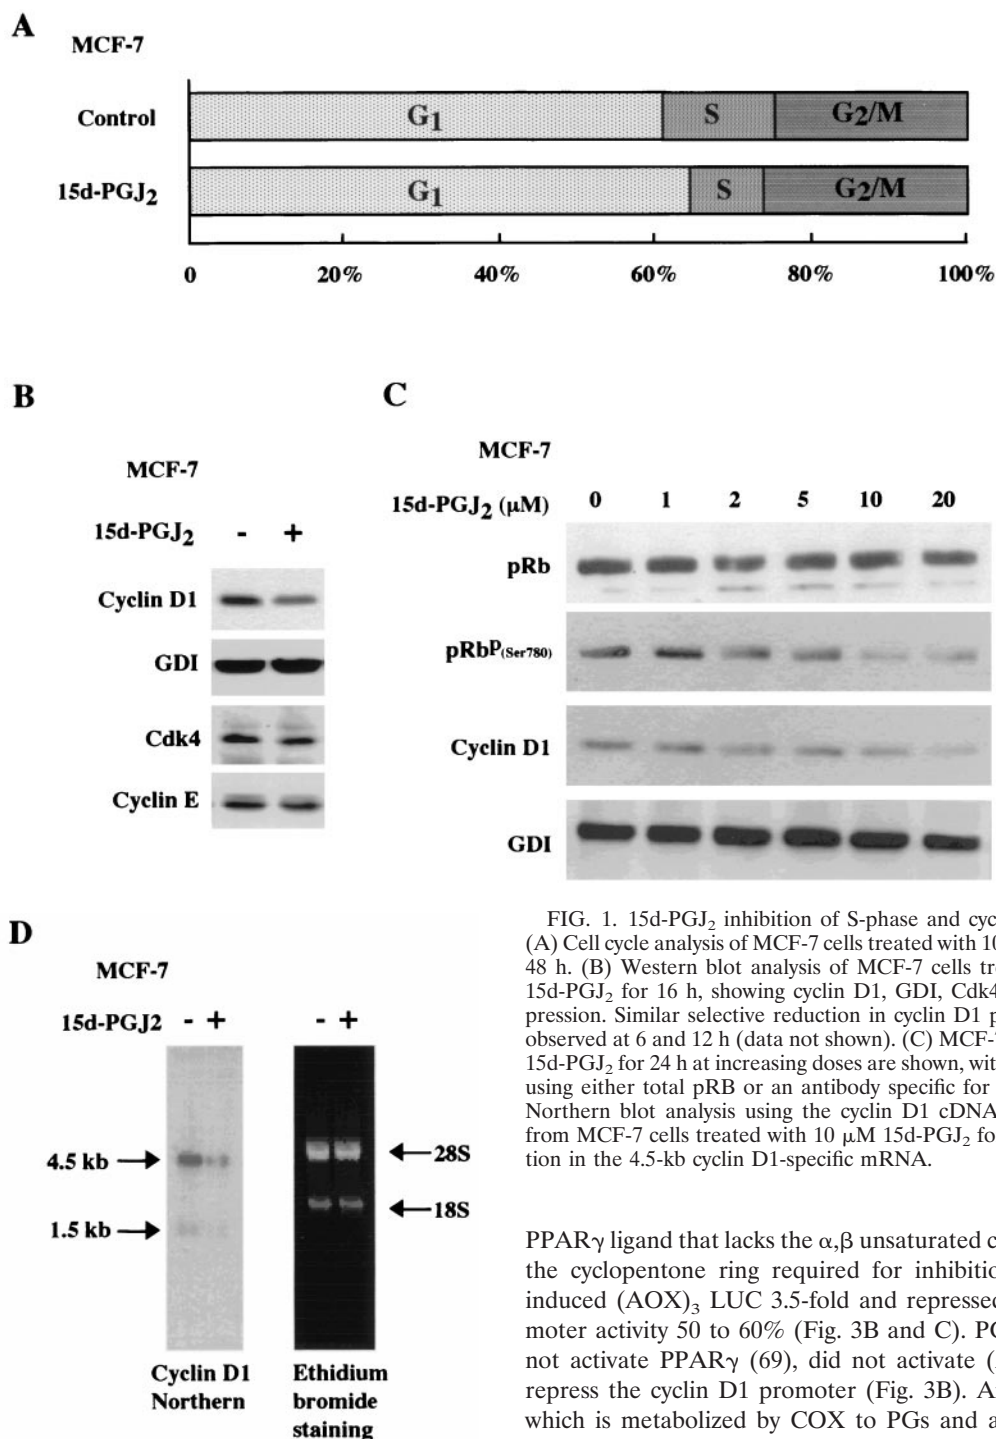 A
MCF-7
Control
G1 S G2/M
15d-PGJ2
G1 S G2/M
0 20% 40% 60% 80% 100%
B
MCF-7
15d-PGJ2 - +
Cyclin D1
GDI
Cdk4
Cyclin E
C
MCF-7
15d-PGJ2 (μM) 0 1 2 5 10 20
pRb
pRbP(Ser780)
Cyclin D1
GDI
D
MCF-7
15d-PGJ2 - + - +
4.5 kb
1.5 kb
28S
18S
Cyclin D1
Northern
Ethidium
bromide
staining
FIG. 1. 15d-PGJ2 inhibition of S-phase and cyc
(A) Cell cycle analysis of MCF-7 cells treated with 10
48 h. (B) Western blot analysis of MCF-7 cells tre
15d-PGJ2 for 16 h, showing cyclin D1, GDI, Cdk4
pression. Similar selective reduction in cyclin D1 p
observed at 6 and 12 h (data not shown). (C) MCF-
15d-PGJ2 for 24 h at increasing doses are shown, wit
using either total pRB or an antibody specific for
Northern blot analysis using the cyclin D1 cDNA
from MCF-7 cells treated with 10 μM 15d-PGJ2 fo
tion in the 4.5-kb cyclin D1-specific mRNA.
PPARγ ligand that lacks the α,β unsaturated c
the cyclopentone ring required for inhibitio
induced (AOX)3 LUC 3.5-fold and repressed
moter activity 50 to 60% (Fig. 3B and C). PC
not activate PPARγ (69), did not activate (
repress the cyclin D1 promoter (Fig. 3B). A
which is metabolized by COX to PGs and a